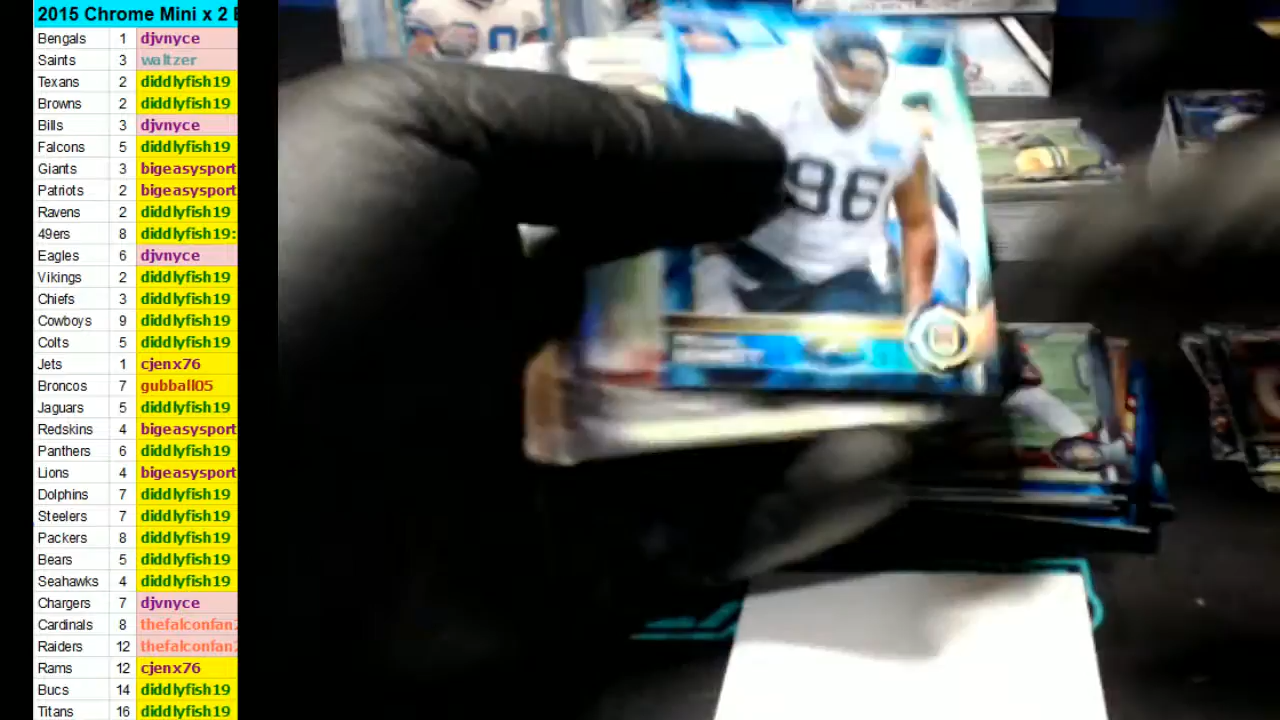 2015 Chrome Mini x 2
Bengals 1 djvnyce
Saints 3 waltzer
Texans 2 diddlyfish19
Browns 2 diddlyfish19
Bills 3 djvnyce
Falcons 5 diddlyfish19
Giants 3 bigeasysport
Patriots 2 bigeasysport
Ravens 2 diddlyfish19
49ers 8 diddlyfish19:
Eagles 6 djvnyce
Vikings 2 diddlyfish19
Chiefs 3 diddlyfish19
Cowboys 9 diddlyfish19
Colts 5 diddlyfish19
Jets 1 cjenx76
Broncos 7 gubball05
Jaguars 5 diddlyfish19
Redskins 4 bigeasysport
Panthers 6 diddlyfish19
Lions 4 bigeasysport
Dolphins 7 diddlyfish19
Steelers 7 diddlyfish19
Packers 8 diddlyfish19
Bears 5 diddlyfish19
Seahawks 4 diddlyfish19
Chargers 7 djvnyce
Cardinals 8 thefalconfan
Raiders 12 thefalconfan
Rams 12 cjenx76
Bucs 14 diddlyfish19
Titans 16 diddlyfish19
96